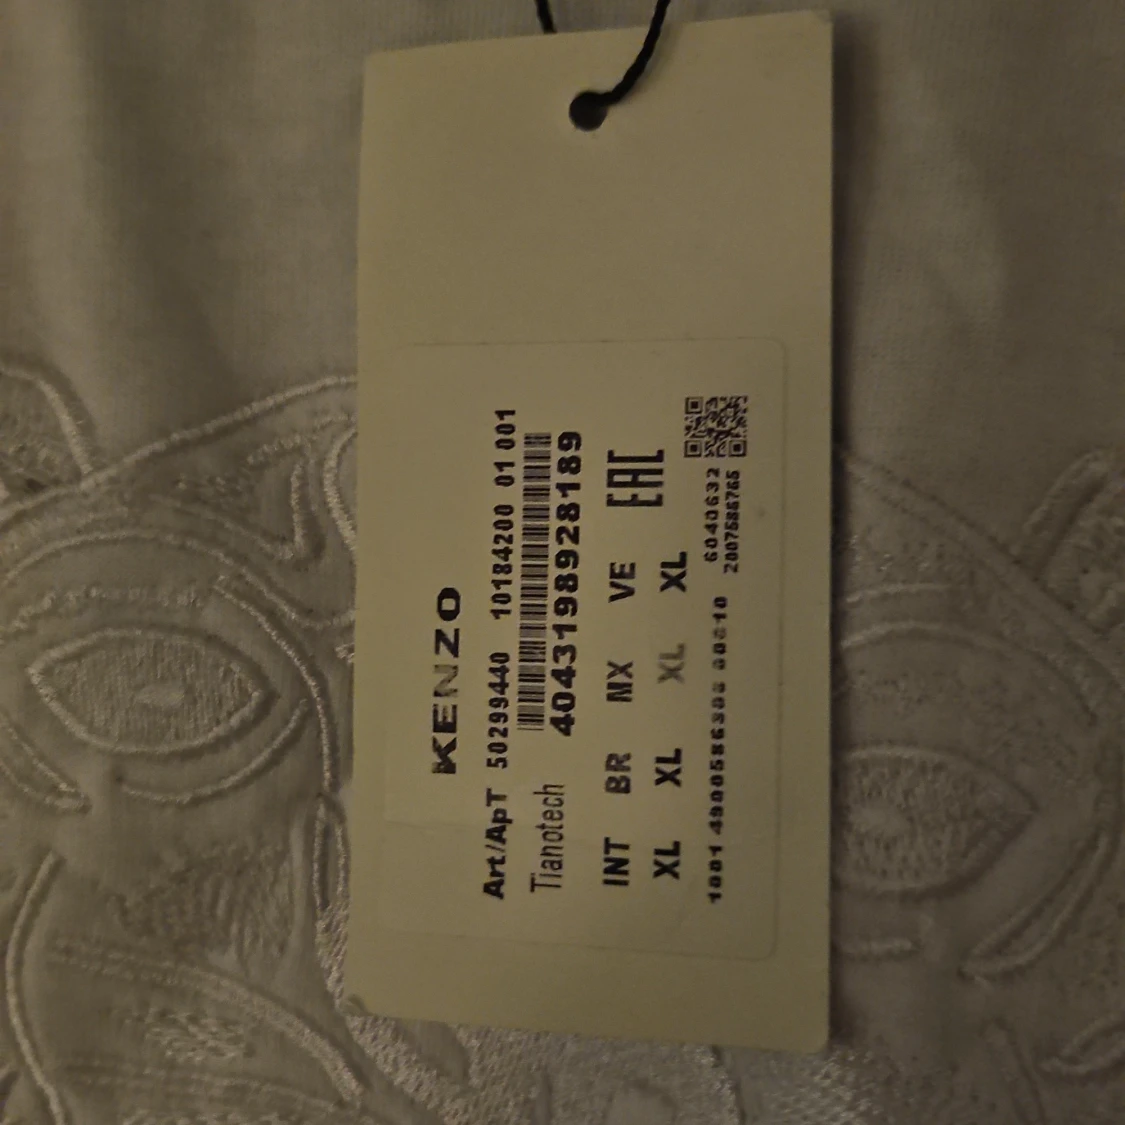 KENZO
Art/АрТ 50299440 10184200 01 001
Tianotech
4043198928189
INT BR MX VE
EAC
XL XL XL XL
6040632
2007586765